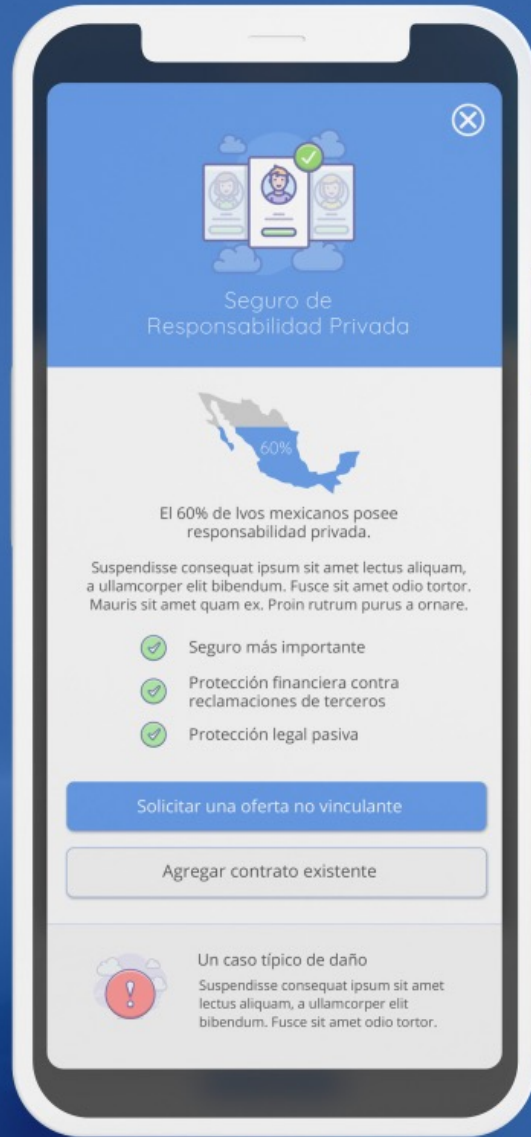 Seguro de
Responsabilidad Privada
60%
El 60% de lvos mexicanos posee
responsabilidad privada.
Suspendisse consequat ipsum sit amet lectus aliquam,
a ullamcorper elit bibendum. Fusce sit amet odio tortor.
Mauris sit amet quam ex. Proin rutrum purus a ornare.
Seguro más importante
Protección financiera contra
reclamaciones de terceros
Protección legal pasiva
Solicitar una oferta no vinculante
Agregar contrato existente
Un caso típico de daño
Suspendisse consequat ipsum sit amet
lectus aliquam, a ullamcorper elit
bibendum. Fusce sit amet odio tortor.